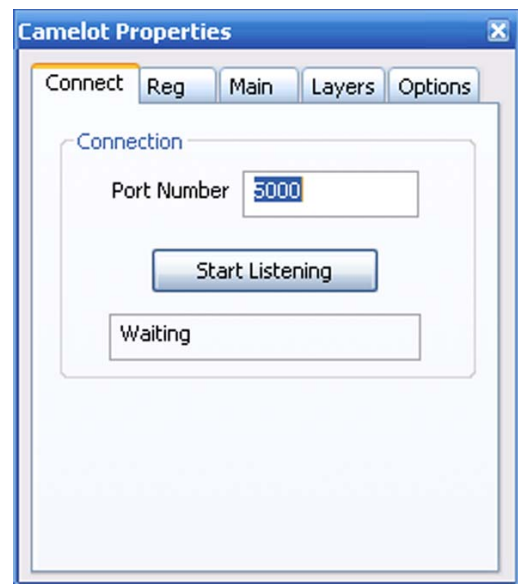 Camelot Properties
Connect Reg Main Layers Options
Connection
Port Number 5000
Start Listening
Waiting